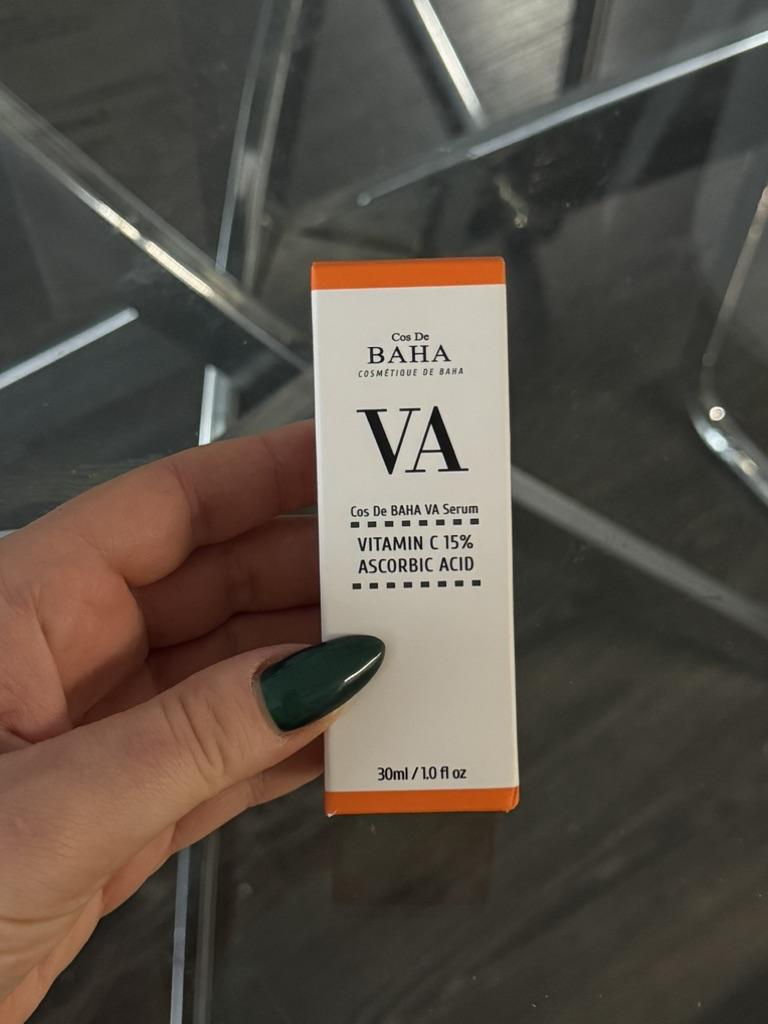 Cos De
BAHA
COSMÉTIQUE DE BAHA
VA
Cos De BAHA VA Serum
VITAMIN C 15%
ASCORBIC ACID
30ml / 1.0 fl oz